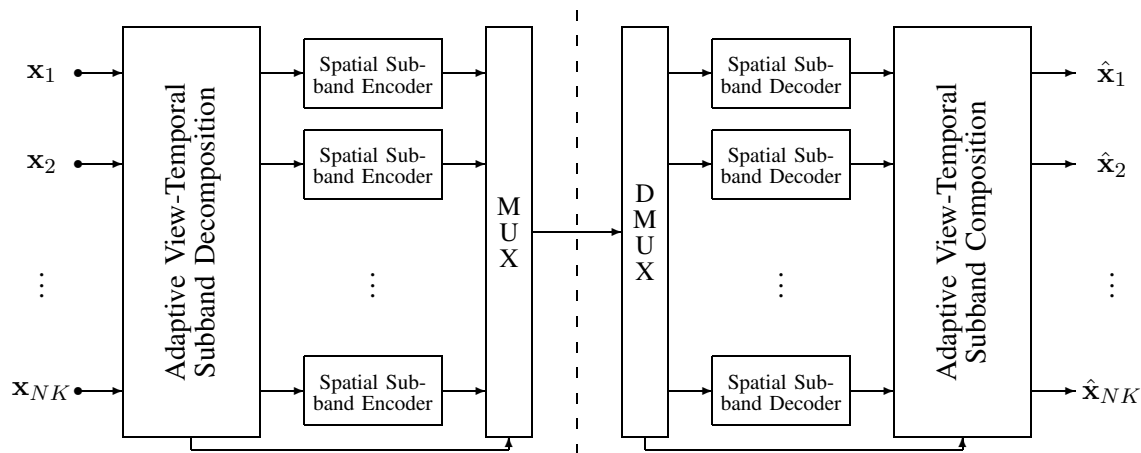 x₁
x₂
⋮
x_NK
Adaptive View-Temporal
Subband Decomposition
Spatial Sub-
band Encoder
Spatial Sub-
band Encoder
⋮
Spatial Sub-
band Encoder
M
U
X
D
M
U
X
Spatial Sub-
band Decoder
Spatial Sub-
band Decoder
⋮
Spatial Sub-
band Decoder
Adaptive View-Temporal
Subband Composition
x̂₁
x̂₂
⋮
x̂_NK